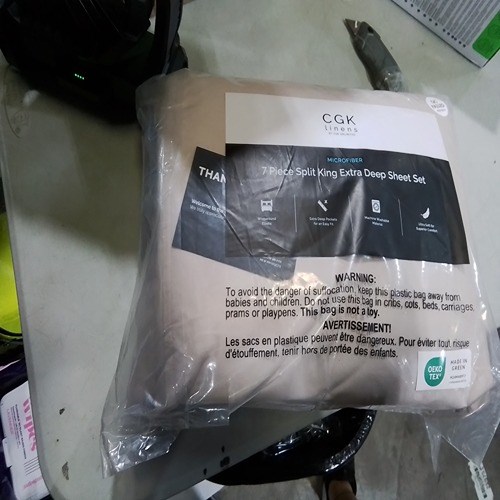 CGK
linens
MICROFIBER
7 Piece Split King Extra Deep Sheet Set
THAN
Welcome to
WARNING:
To avoid the danger of suffocation, keep this plastic bag away from
babies and children. Do not use this bag in cribs, cots, beds, carriages,
prams or playpens. This bag is not a toy.
AVERTISSEMENT!
Les sacs en plastique peuvent être dangereux. Pour éviter tout risque
d'étouffement, tenir hors de portée des enfants.
OEKO
TEX
MADE IN
GREEN